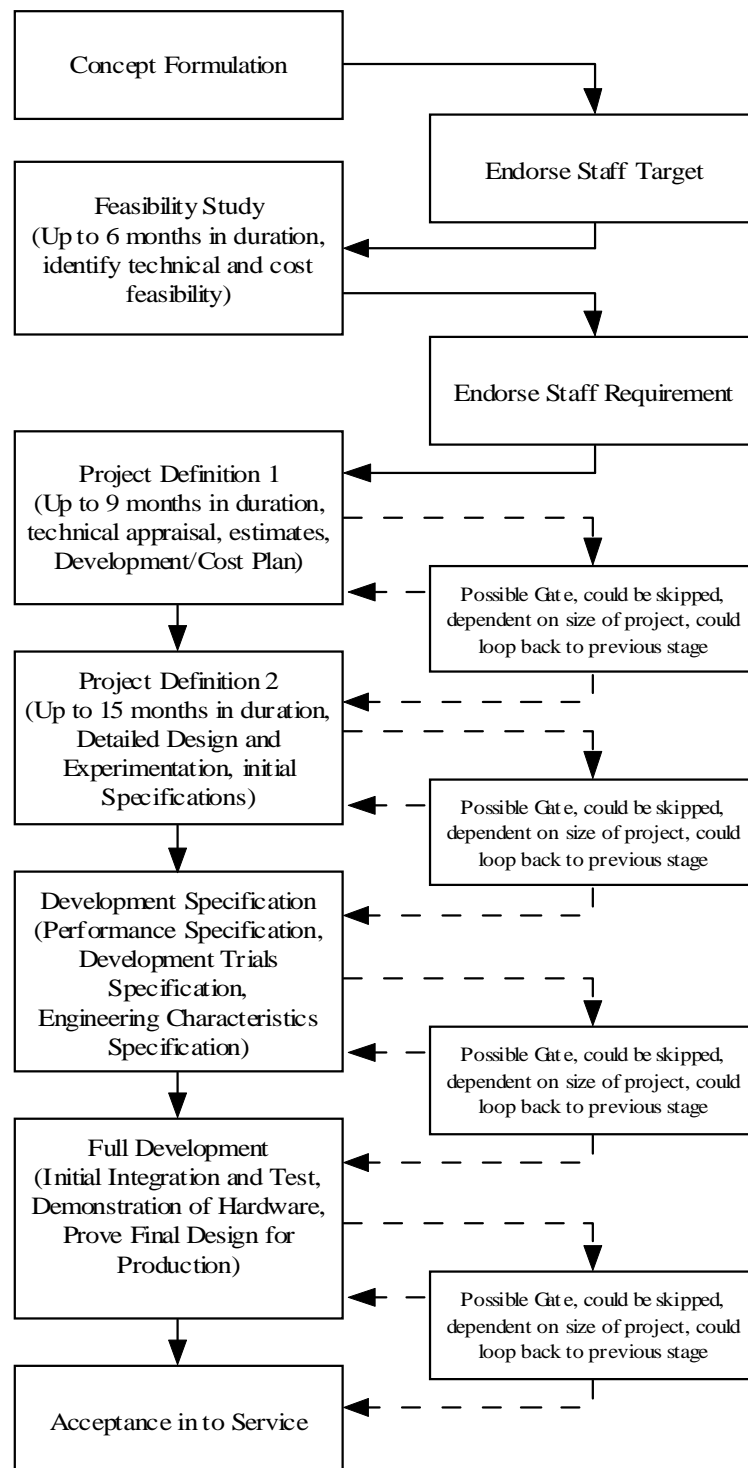 Concept Formulation
Endorse Staff Target
Feasibility Study
(Up to 6 months in duration,
identify technical and cost
feasibility)
Endorse Staff Requirement
Project Definition 1
(Up to 9 months in duration,
technical appraisal, estimates,
Development/Cost Plan)
Possible Gate, could be skipped,
dependent on size of project, could
loop back to previous stage
Project Definition 2
(Up to 15 months in duration,
Detailed Design and
Experimentation, initial
Specifications)
Possible Gate, could be skipped,
dependent on size of project, could
loop back to previous stage
Development Specification
(Performance Specification,
Development Trials
Specification,
Engineering Characteristics
Specification)
Possible Gate, could be skipped,
dependent on size of project, could
loop back to previous stage
Full Development
(Initial Integration and Test,
Demonstration of Hardware,
Prove Final Design for
Production)
Possible Gate, could be skipped,
dependent on size of project, could
loop back to previous stage
Acceptance in to Service